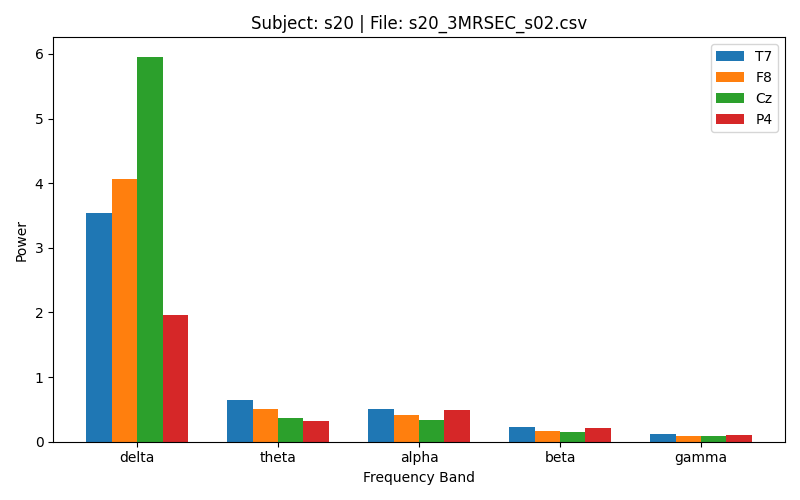 Subject: s20 | File: s20_3MRSEC_s02.csv
T7
F8
Cz
P4
6
5
4
3
2
1
0
Power
delta theta alpha beta gamma
Frequency Band